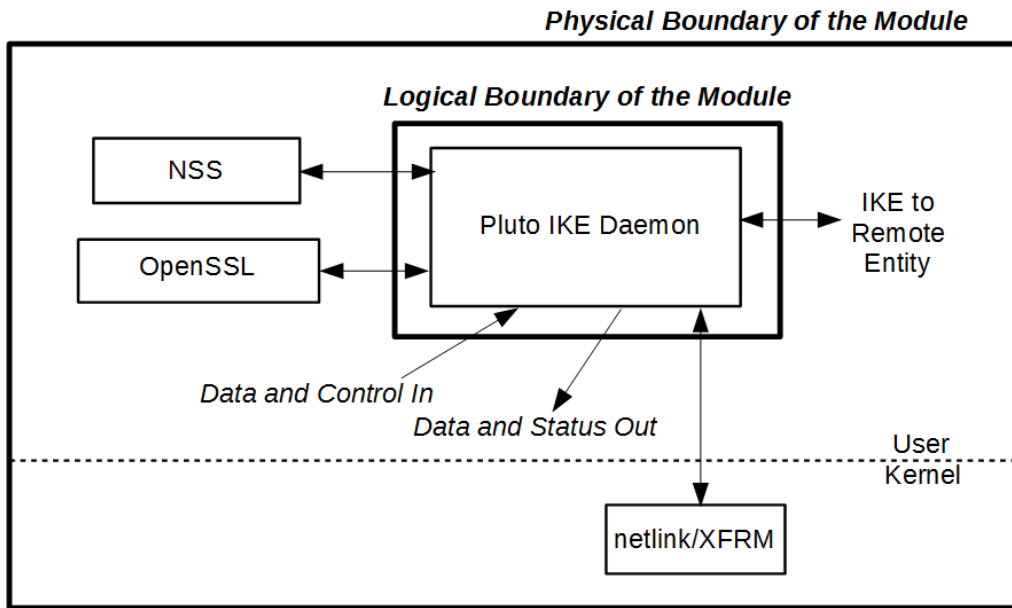 Physical Boundary of the Module
Logical Boundary of the Module
NSS
Pluto IKE Daemon
OpenSSL
IKE to
Remote
Entity
Data and Control In
Data and Status Out
User
Kernel
netlink/XFRM